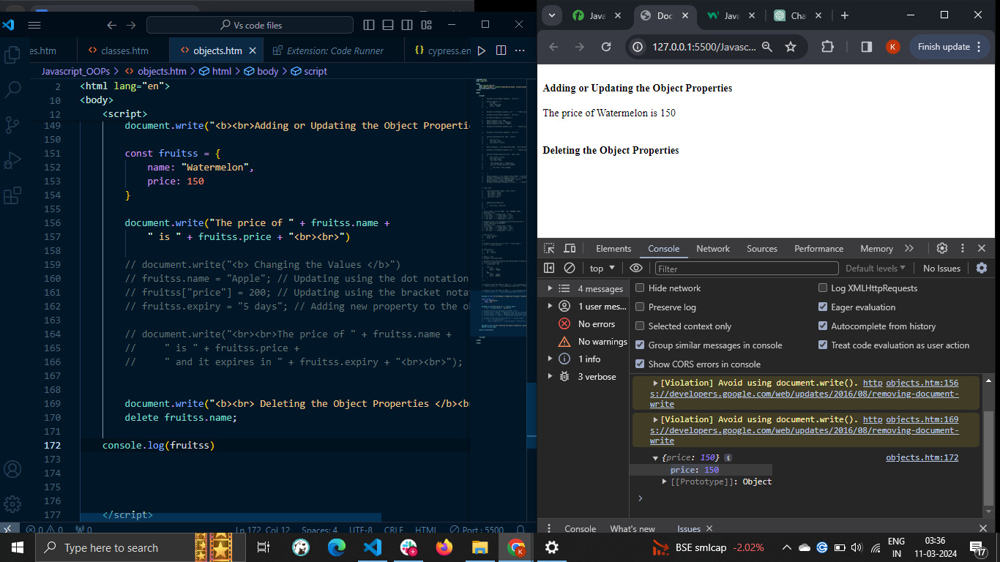 Vs code files
es.htm
classes.htm
objects.htm
Extension: Code Runner
cypress.en
Javascript_OOPs > objects.htm > html > body > script
2 <html lang="en">
10 <body>
12 <script>
149 document.write("<b><br>Adding or Updating the Object Properti
150
151 const fruitss = {
152 name: "Watermelon",
153 price: 150
154 }
155
156 document.write("The price of " + fruitss.name +
157 " is " + fruitss.price + "<br><br>")
158
159 // document.write("<b> Changing the Values </b>")
160 // fruitss.name = "Apple"; // Updating using the dot notation
161 // fruitss["price"] = 200; // Updating using the bracket nota
162 // fruitss.expiry = "5 days"; // Adding new property to the ob
163
164 // document.write("<br><br>The price of " + fruitss.name +
165 // " is " + fruitss.price +
166 // " and it expires in " + fruitss.expiry + "<br><br>");
167
168
169 document.write("<b><br> Deleting the Object Properties </b><b
170 delete fruitss.name;
171
172 console.log(fruitss)
173
174
175
176
177 </script>
0 0 0
Ln 172, Col 12 Spaces: 4 UTF-8 CRLF HTML Port : 5500
Java
Doc
Java
Cha
127.0.0.1:5500/Javasc...
K
Finish update
Adding or Updating the Object Properties
The price of Watermelon is 150
Deleting the Object Properties
Elements Console Network Sources Performance Memory
top Filter Default levels No Issues
4 messages
1 user mes...
No errors
No warnings
1 info
3 verbose
Hide network Log XMLHttpRequests
Preserve log Eager evaluation
Selected context only Autocomplete from history
Group similar messages in console Treat code evaluation as user action
Show CORS errors in console
[Violation] Avoid using document.write(). http objects.htm:156
s://developers.google.com/web/updates/2016/08/removing-document-
write
[Violation] Avoid using document.write(). http objects.htm:169
s://developers.google.com/web/updates/2016/08/removing-document-
write
{price: 150} i objects.htm:172
price: 150
[[Prototype]]: Object
Console What's new Issues
Type here to search
K
BSE smlcap -2.02%
ENG
IN
03:36
11-03-2024
17